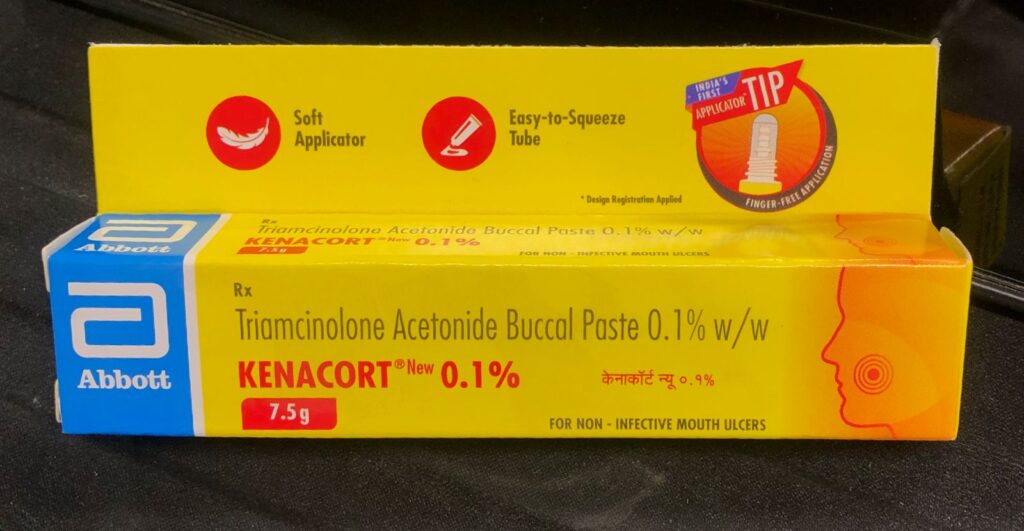 INDIA'S
FIRST
APPLICATOR TIP
Soft
Applicator
Easy-to-Squeeze
Tube
FINGER-FREE APPLICATION
* Design Registration Applied
Abbott
Rx
Triamcinolone Acetonide Buccal Paste 0.1% w/w
KENACORT® New 0.1%
7.5g
FOR NON - INFECTIVE MOUTH ULCERS
Abbott
Rx
Triamcinolone Acetonide Buccal Paste 0.1% w/w
KENACORT® New 0.1%
केनाकॉर्ट न्यू ०.१%
7.5g
FOR NON - INFECTIVE MOUTH ULCERS